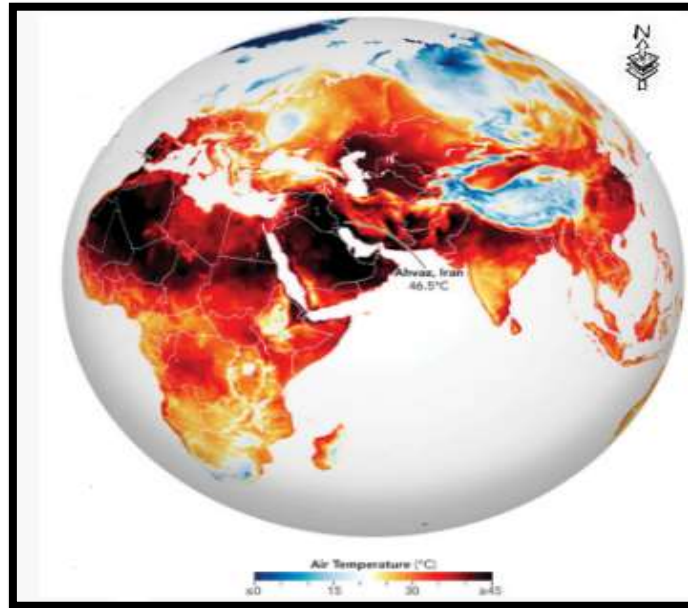 N
Ahvaz, Iran
46.5°C
Air Temperature (°C)
≤0 15 30 ≥45